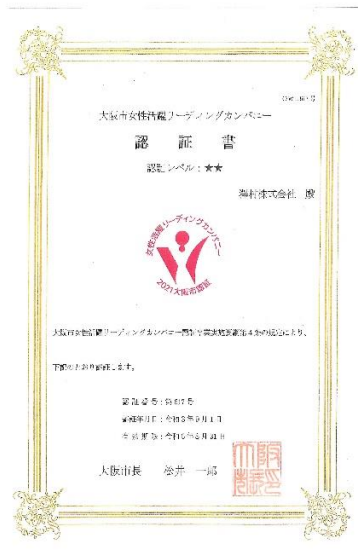 大阪市女性活躍リーディングカンパニー
認 証 書
認証レベル：★★
澤村株式会社 殿
女性活躍リーディングカンパニー
2021大阪市認証
大阪市女性活躍リーディングカンパニー認証事業実施要綱第4条の規定により、
下記のとおり認証します。
認証番号：
認証年月日：令和3年9月1日
有効期限：令和5年8月31日
大阪市長 松井 一郎